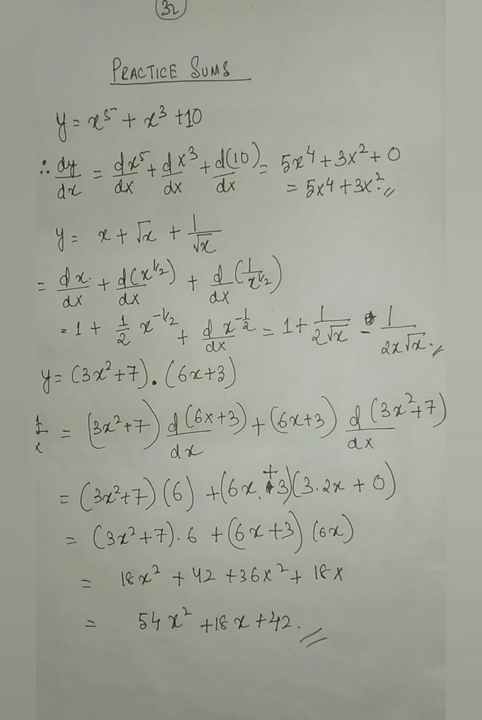 32
PRACTICE SUMS
y = x⁵ + x³ + 10
∴ dy/dx = dx⁵/dx + dx³/dx + d(10)/dx = 5x⁴ + 3x² + 0
= 5x⁴ + 3x².
y = x + √x + 1/√x
= dx/dx + d(x^1/2)/dx + d/dx (1/x^1/2)
= 1 + 1/2 x^-1/2 + d/dx x^-1/2 = 1 + 1/2√x - 1/2x√x.
y = (3x²+7) . (6x+3)
= (3x²+7) d(6x+3)/dx + (6x+3) d(3x²+7)/dx
= (3x²+7) (6) + (6x+3)(3.2x + 0)
= (3x²+7).6 + (6x+3) (6x)
= 18x² + 42 + 36x² + 18x
= 54x² + 18x + 42.